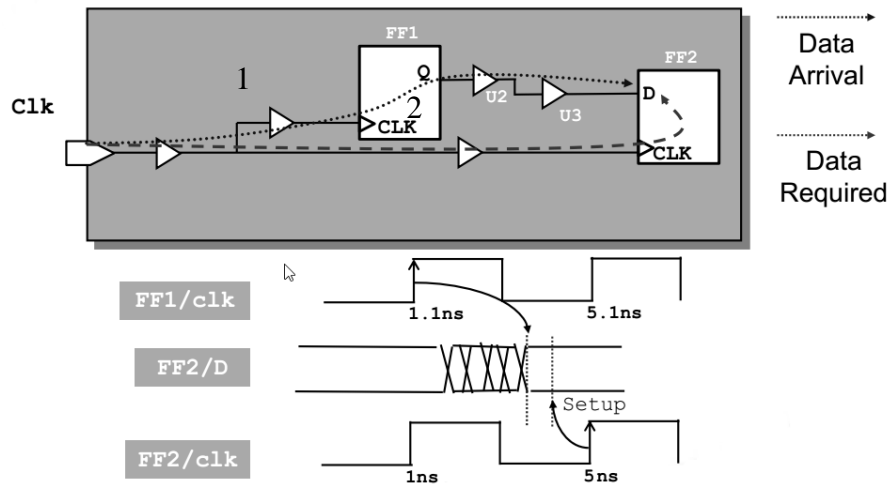 FF1
FF2
Data
Arrival
1
Q
U2
U3
D
Clk
2
CLK
CLK
Data
Required
FF1/clk
1.1ns
5.1ns
FF2/D
Setup
FF2/clk
1ns
5ns